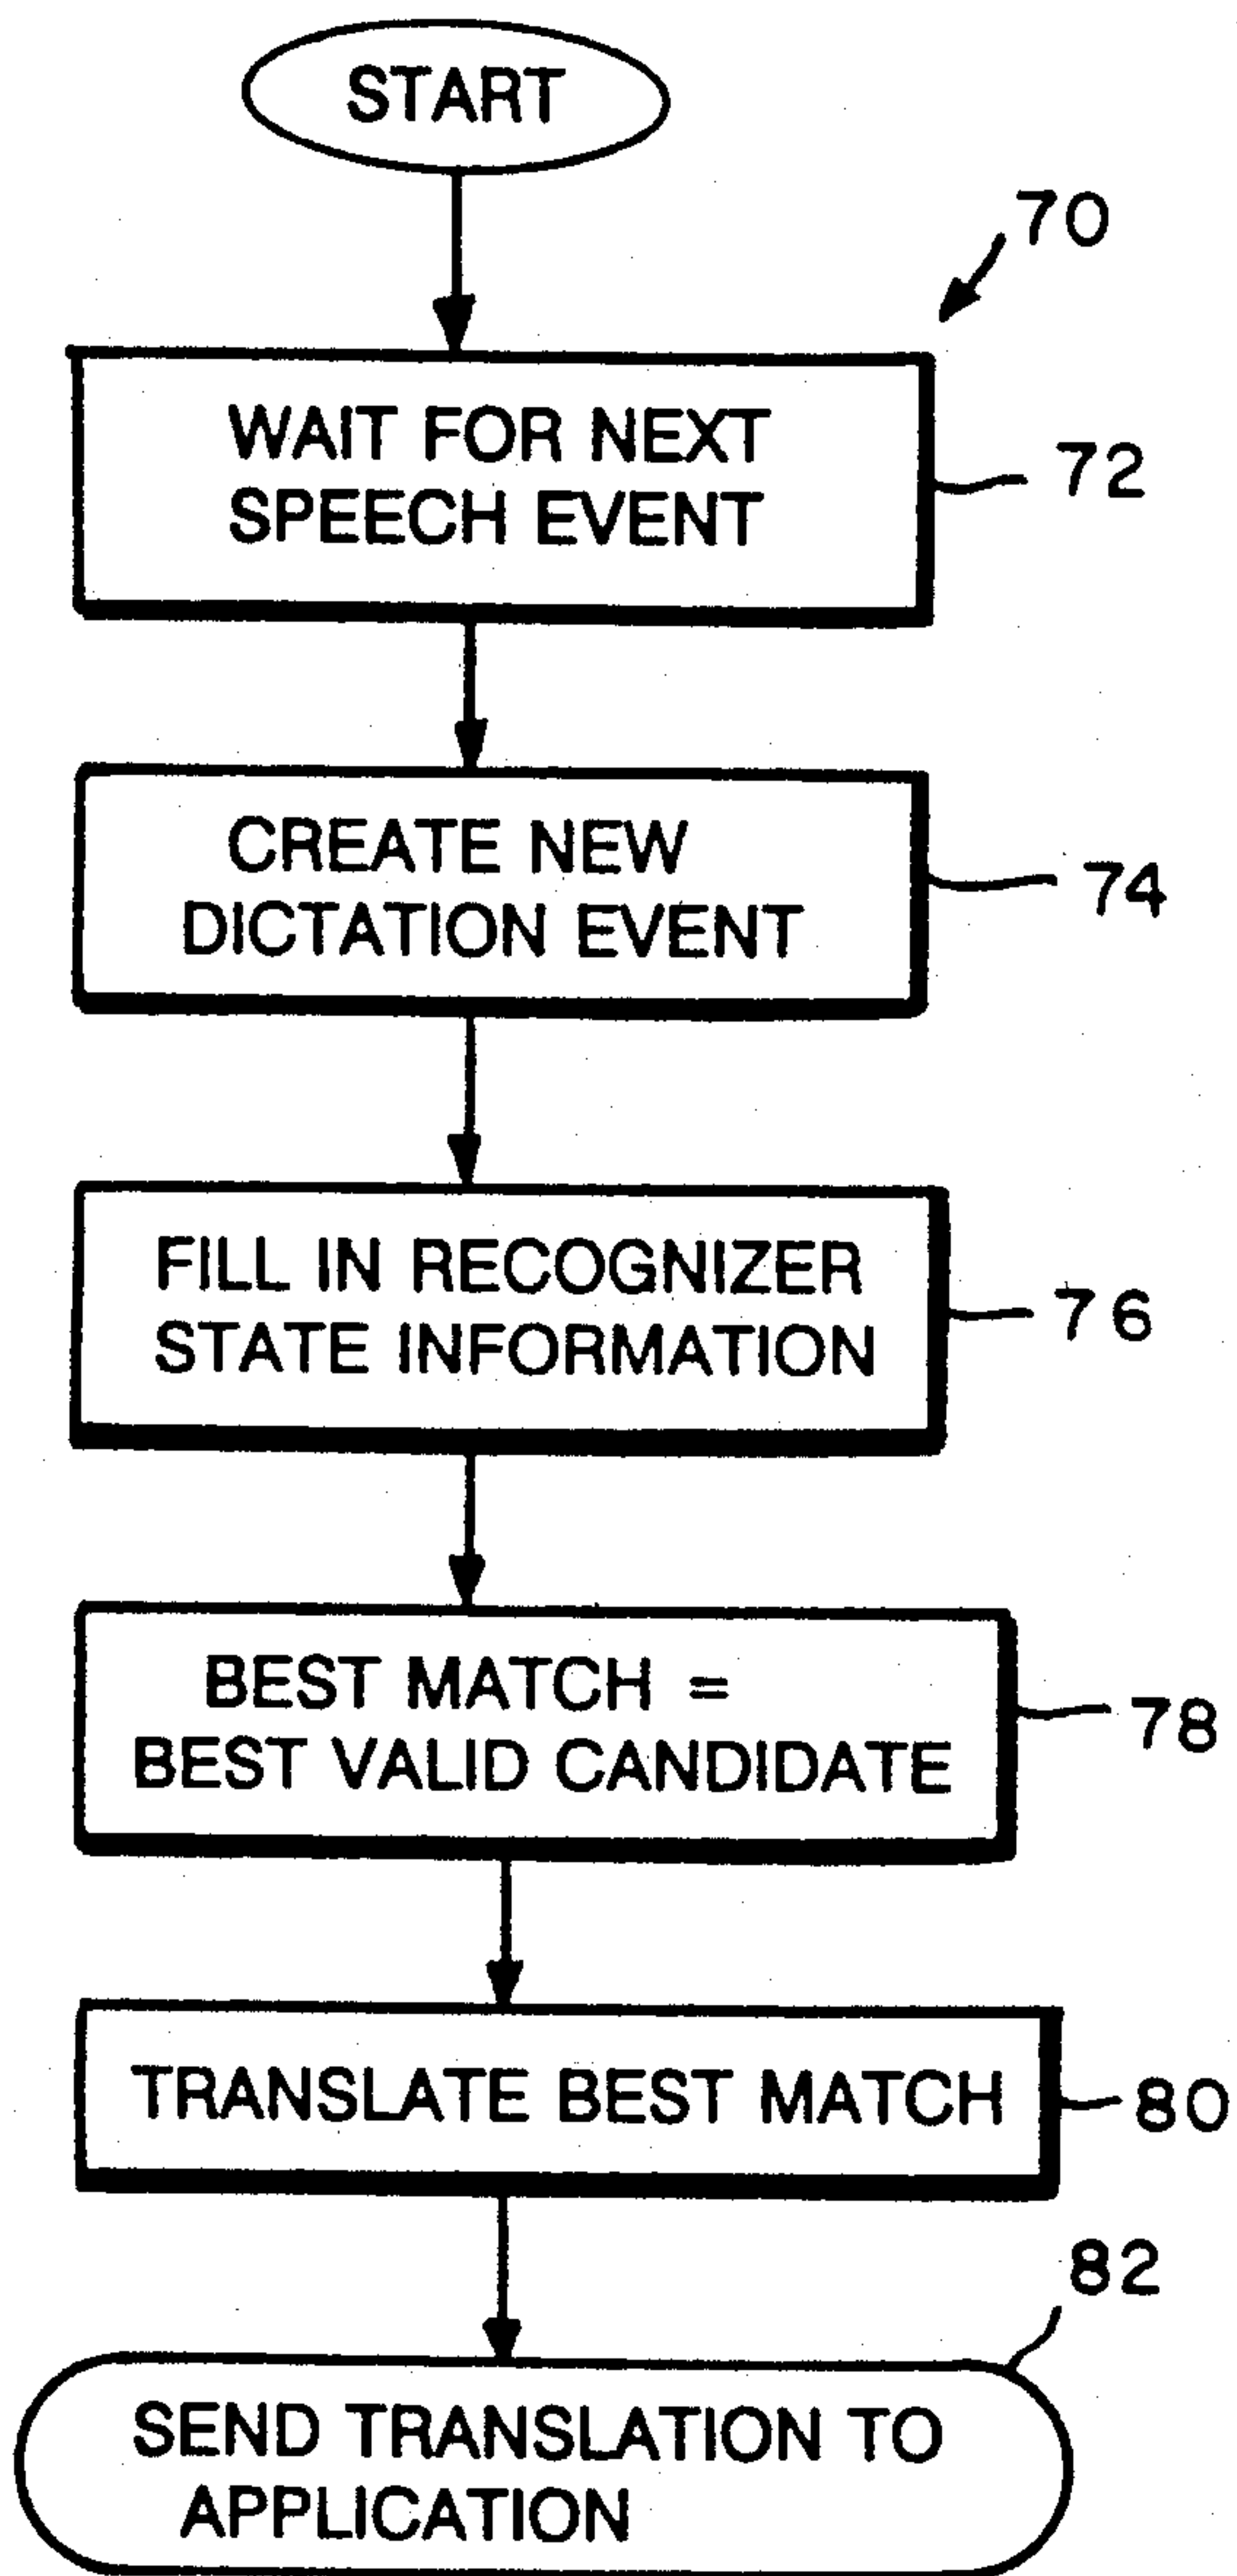 START
70
WAIT FOR NEXT
SPEECH EVENT
72
CREATE NEW
DICTATION EVENT
74
FILL IN RECOGNIZER
STATE INFORMATION
76
BEST MATCH =
BEST VALID CANDIDATE
78
TRANSLATE BEST MATCH
80
82
SEND TRANSLATION TO
APPLICATION